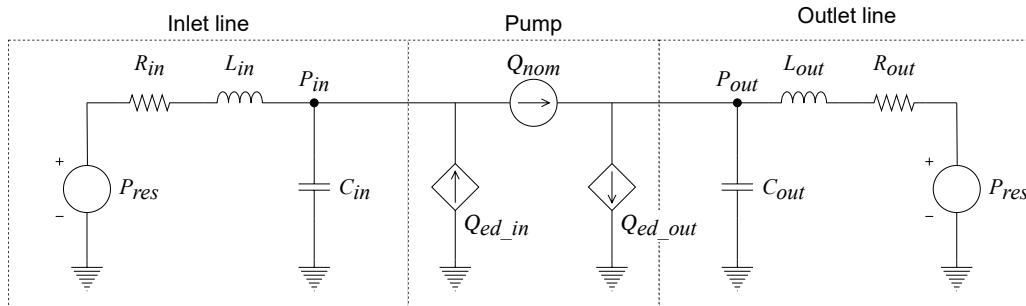 Inlet line
Pump
Outlet line
R_in
L_in
P_in
Q_nom
P_out
L_out
R_out
+
P_res
−
C_in
Q_ed_in
Q_ed_out
C_out
+
P_res
−